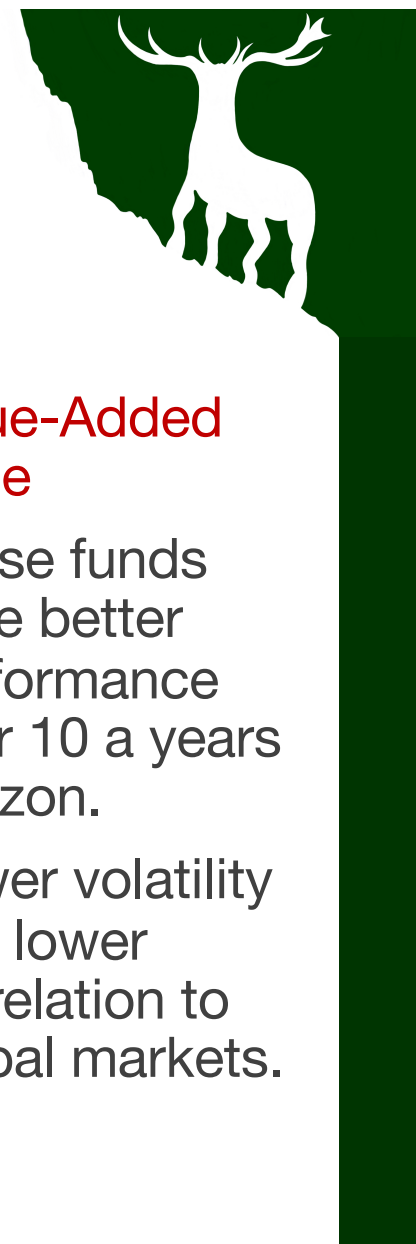 ue-Added
e
se funds
e better
formance
r 10 a years
zon.
ver volatility
lower
relation to
bal markets.